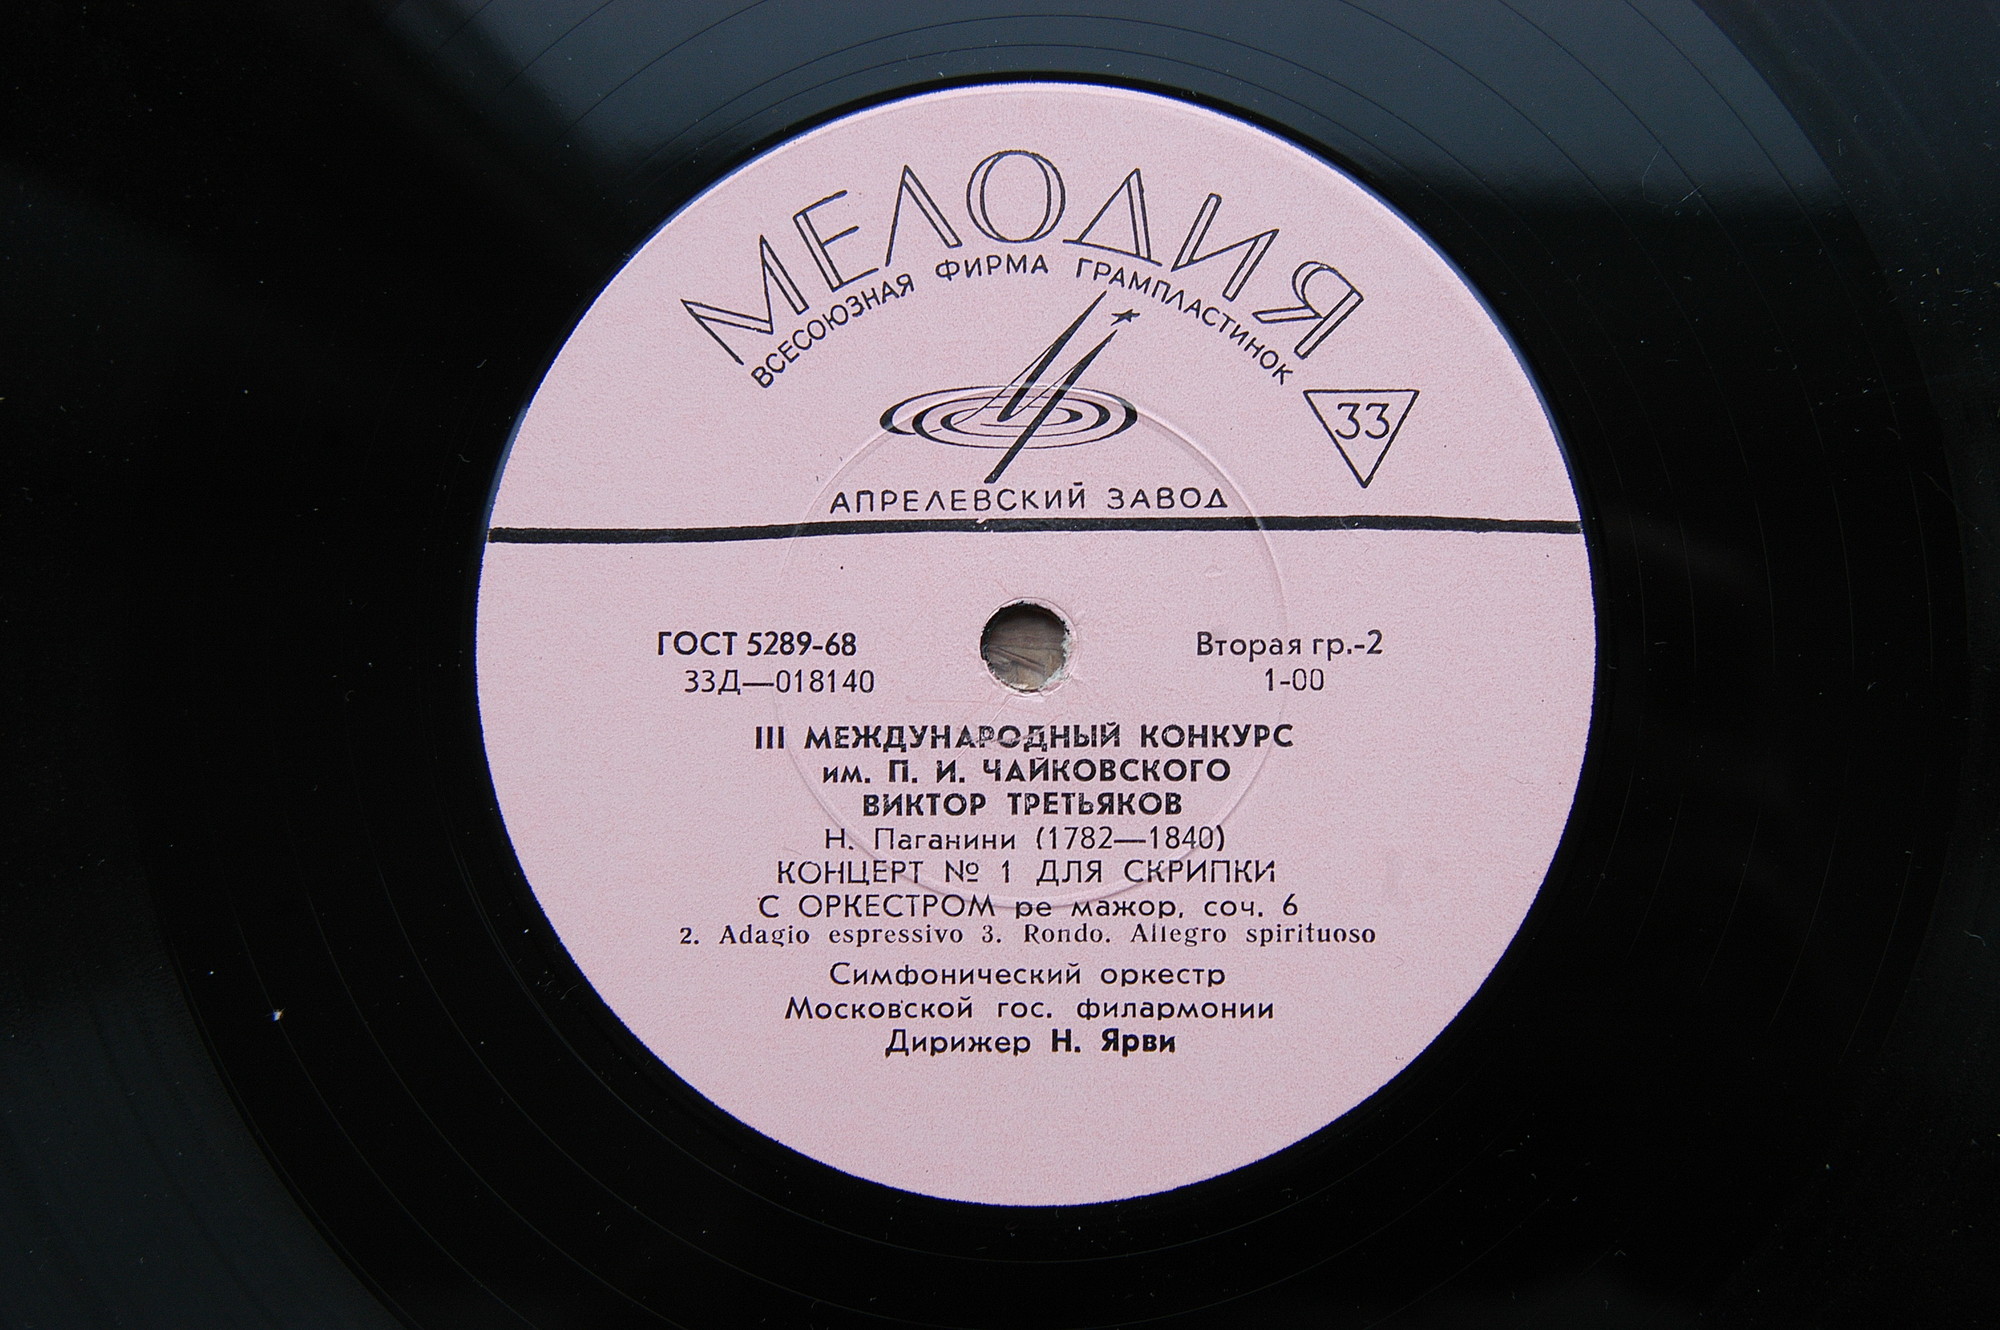 МЕЛОДИЯ
ВСЕСОЮЗНАЯ ФИРМА ГРАМПЛАСТИНОК
33
АПРЕЛЕВСКИЙ ЗАВОД
ГОСТ 5289-68
Вторая гр.-2
33Д—018140
1-00
III МЕЖДУНАРОДНЫЙ КОНКУРС
им. П. И. ЧАЙКОВСКОГО
ВИКТОР ТРЕТЬЯКОВ
Н. Паганини (1782—1840)
КОНЦЕРТ № 1 ДЛЯ СКРИПКИ
С ОРКЕСТРОМ ре мажор, соч. 6
2. Adagio espressivo 3. Rondo. Allegro spirituoso
Симфонический оркестр
Московской гос. филармонии
Дирижер Н. Ярви